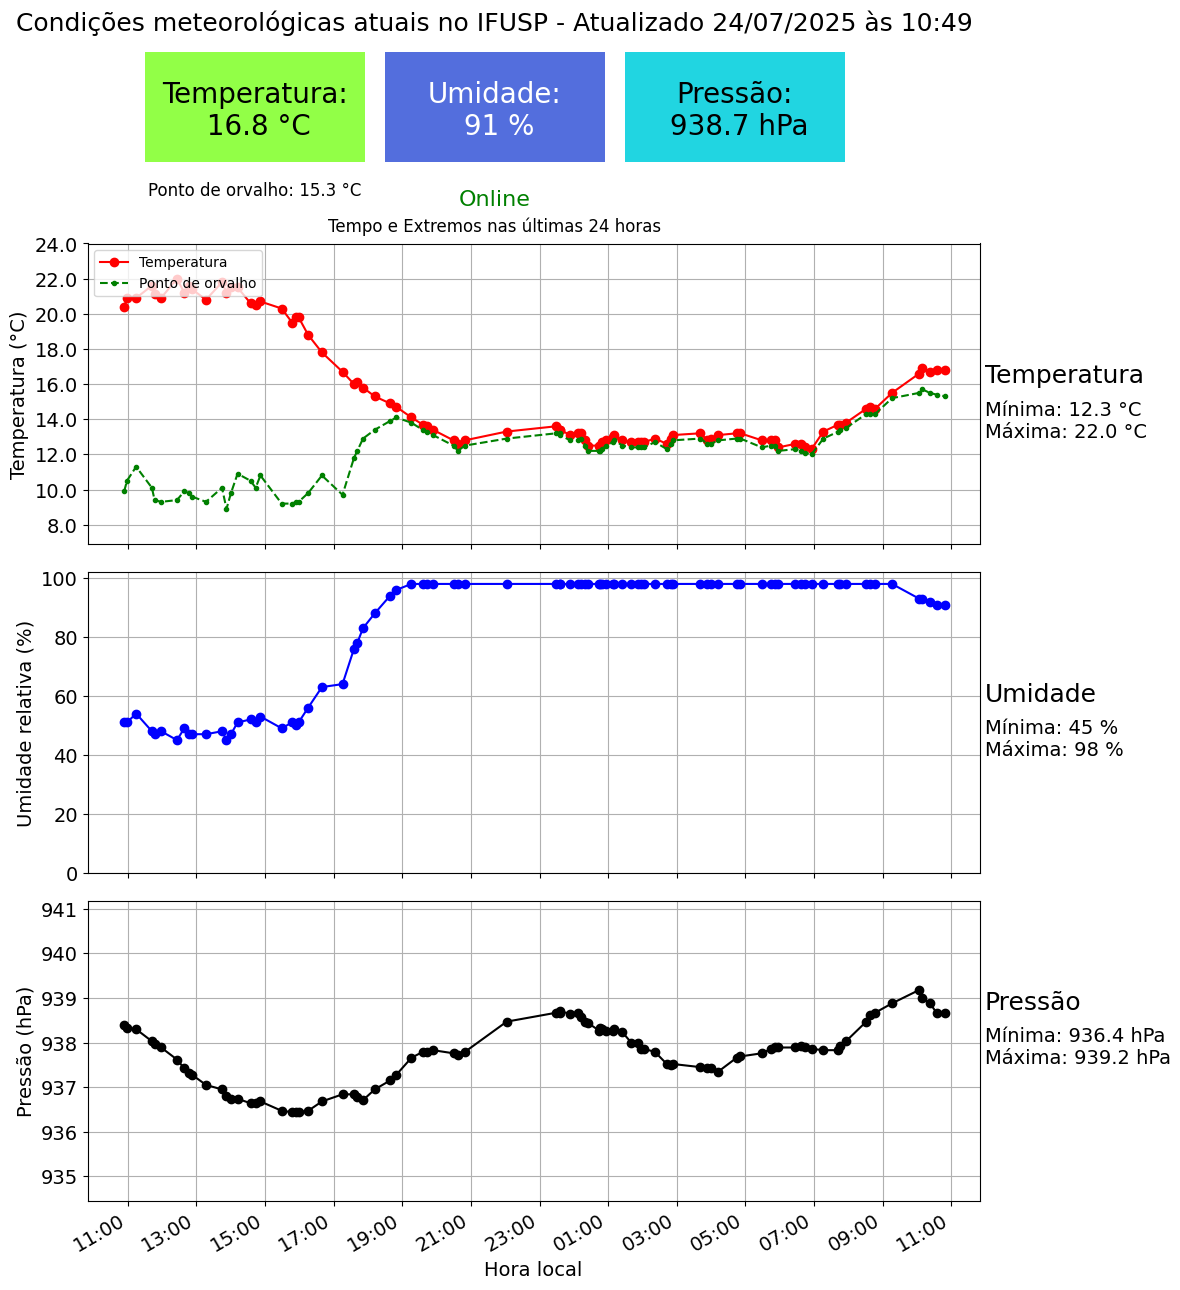 Condições meteorológicas atuais no IFUSP - Atualizado 24/07/2025 às 10:49
Temperatura:
16.8 °C
Umidade:
91 %
Pressão:
938.7 hPa
Ponto de orvalho: 15.3 °C
Online
Tempo e Extremos nas últimas 24 horas
Temperatura
Ponto de orvalho
Temperatura (°C)
24.0
22.0
20.0
18.0
16.0
14.0
12.0
10.0
8.0
Temperatura
Mínima: 12.3 °C
Máxima: 22.0 °C
Umidade relativa (%)
100
80
60
40
20
0
Umidade
Mínima: 45 %
Máxima: 98 %
Pressão (hPa)
941
940
939
938
937
936
935
Pressão
Mínima: 936.4 hPa
Máxima: 939.2 hPa
11:00 13:00 15:00 17:00 19:00 21:00 23:00 01:00 03:00 05:00 07:00 09:00 11:00
Hora local